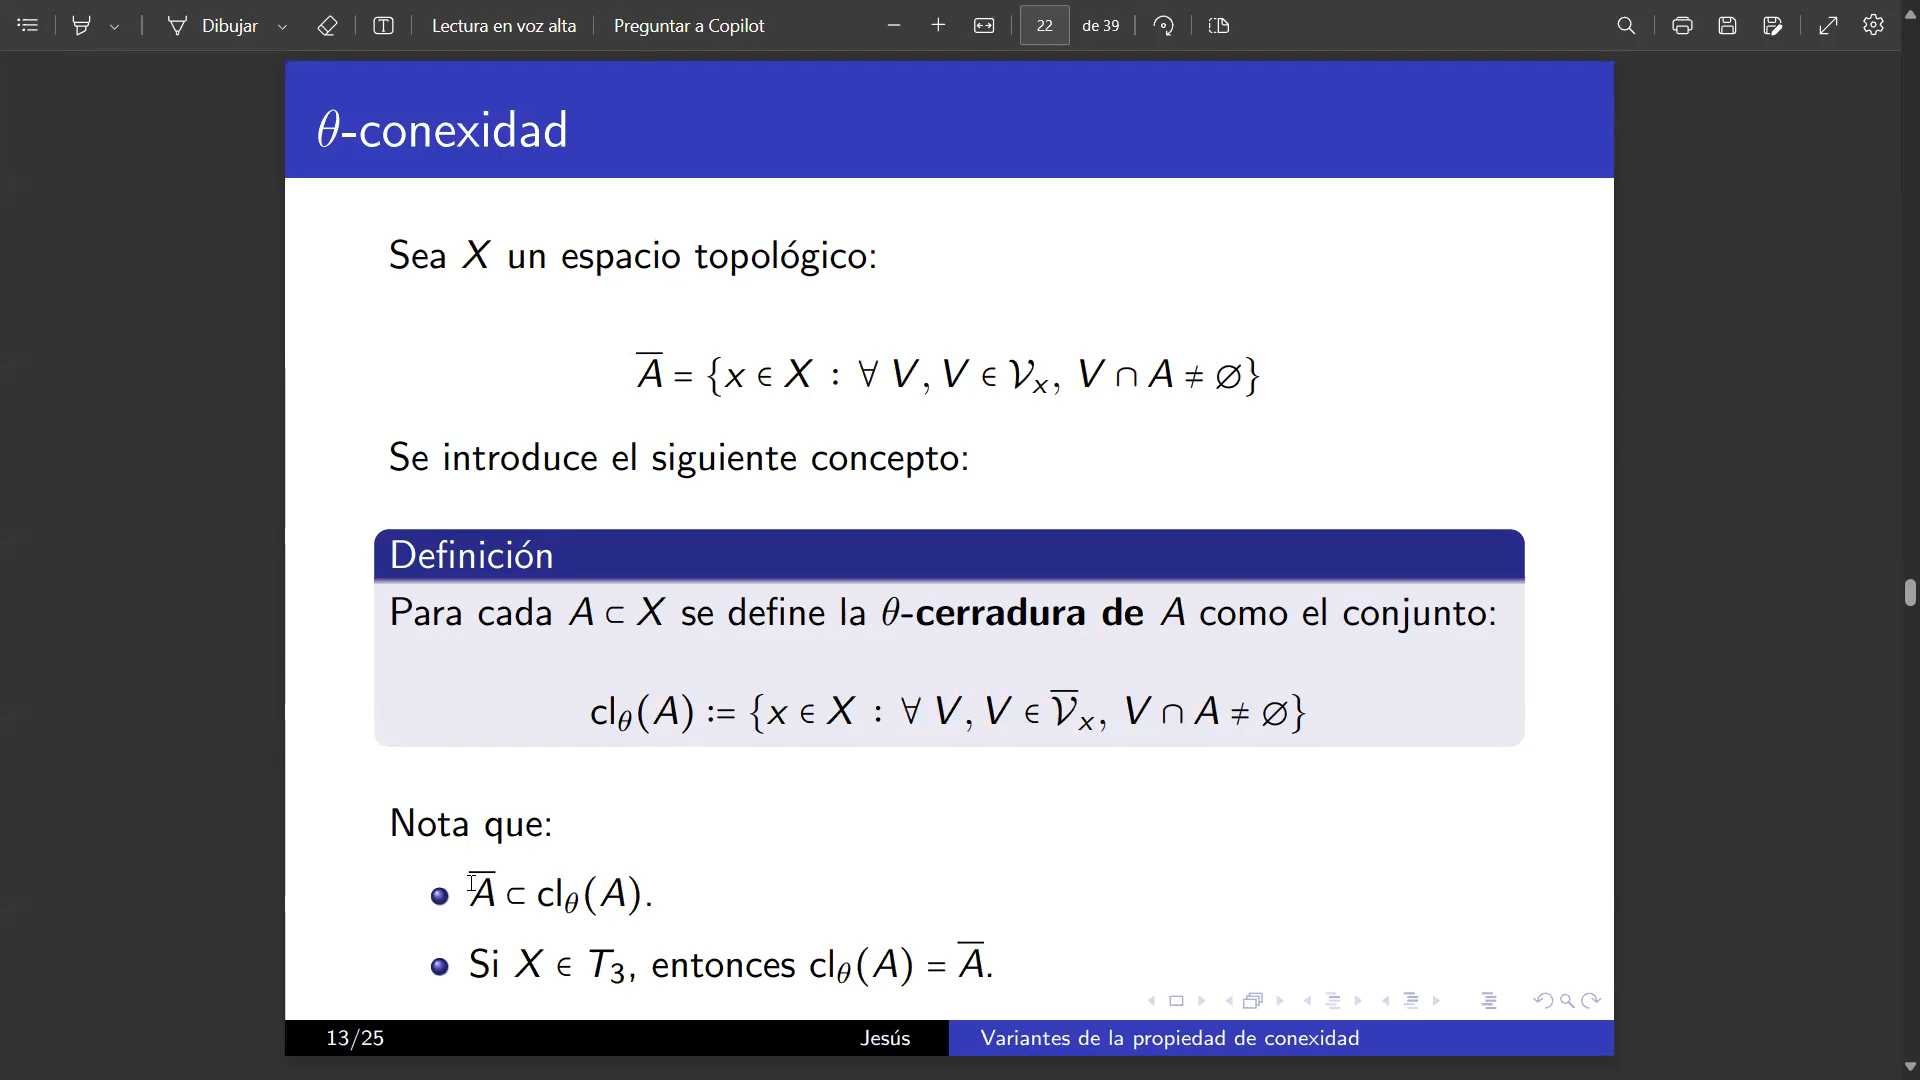 Dibujar Lectura en voz alta Preguntar a Copilot 22 de 39
θ-conexidad
Sea X un espacio topológico:
A̅ = {x ∈ X : ∀ V, V ∈ 𝒱ₓ, V ∩ A ≠ ∅}
Se introduce el siguiente concepto:
Definición
Para cada A ⊂ X se define la θ-cerradura de A como el conjunto:
cl_θ(A) := {x ∈ X : ∀ V, V ∈ 𝒱̅ₓ, V ∩ A ≠ ∅}
Nota que:
A̅ ⊂ cl_θ(A).
Si X ∈ T₃, entonces cl_θ(A) = A̅.
13/25 Jesús Variantes de la propiedad de conexidad